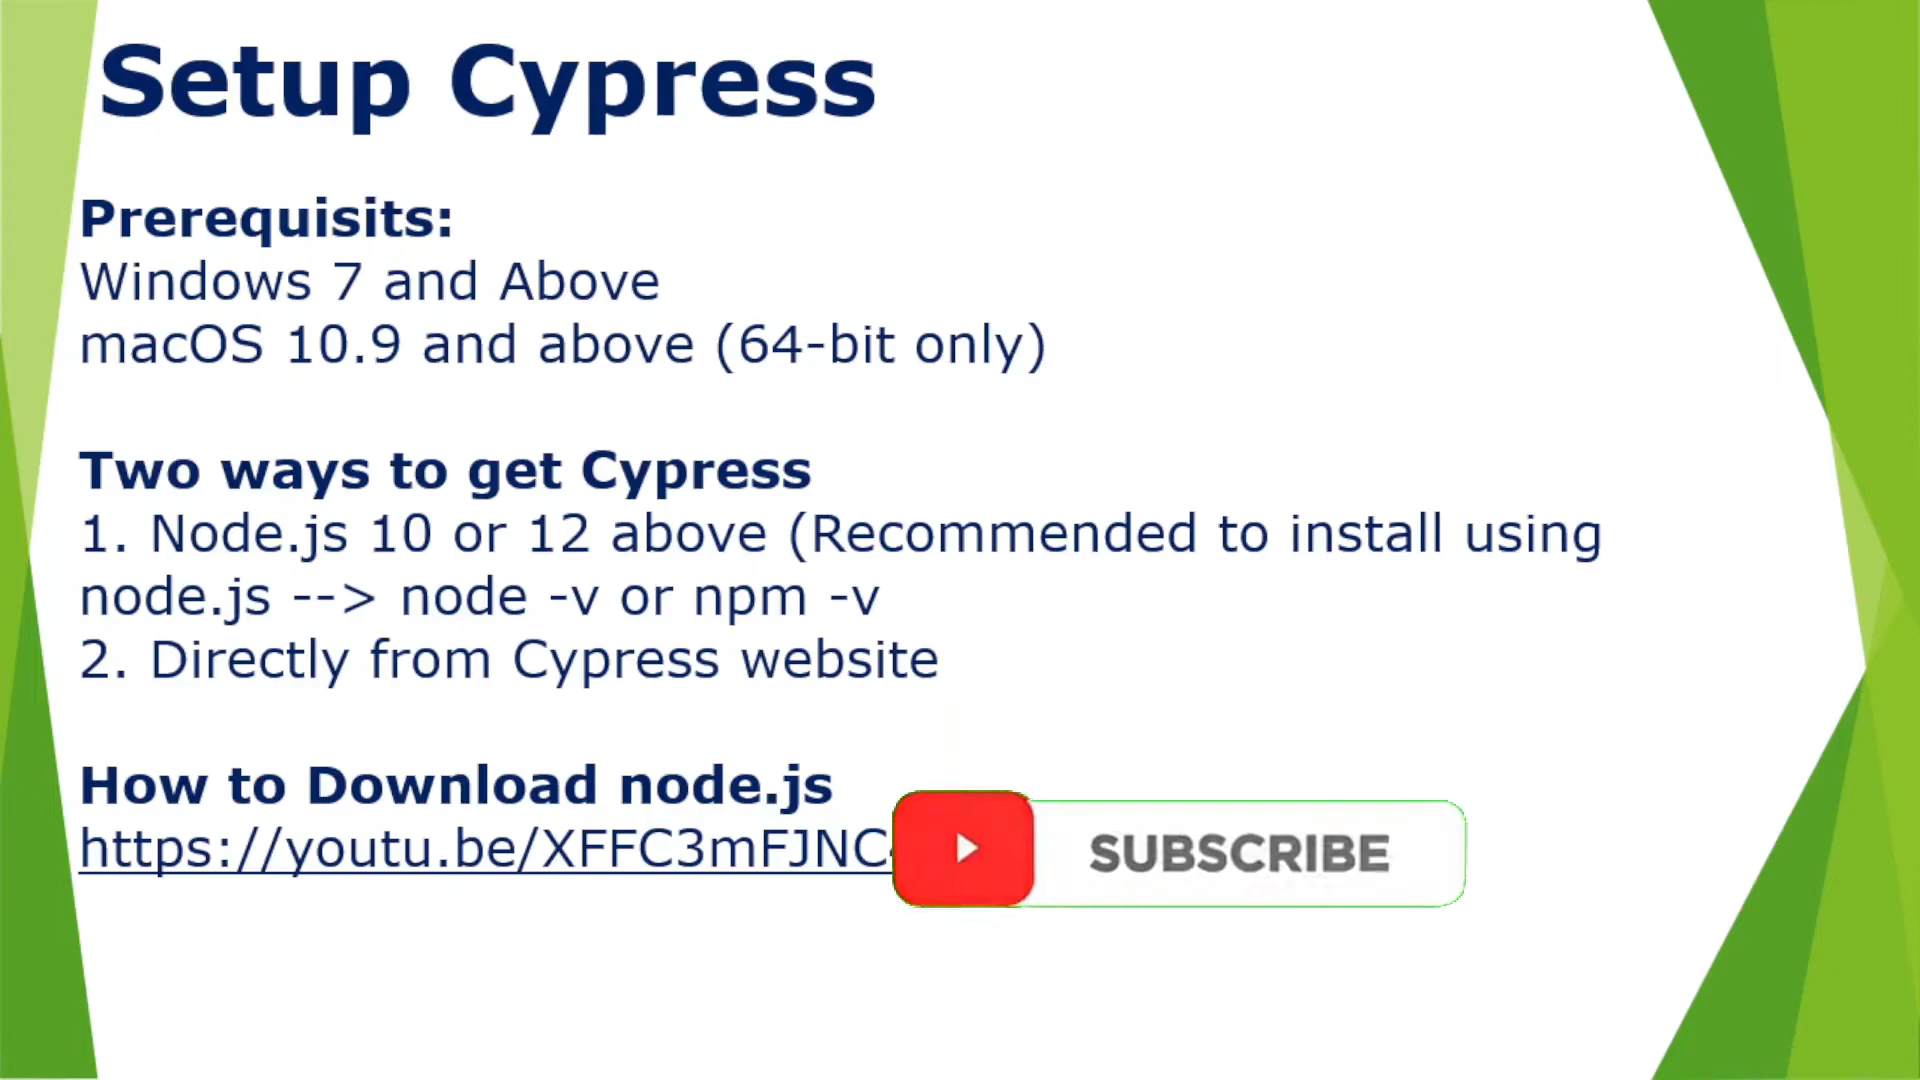 Setup Cypress
Prerequisits:
Windows 7 and Above
macOS 10.9 and above (64-bit only)
Two ways to get Cypress
1. Node.js 10 or 12 above (Recommended to install using
node.js --> node -v or npm -v
2. Directly from Cypress website
How to Download node.js
https://youtu.be/XFFC3mFJNC
SUBSCRIBE